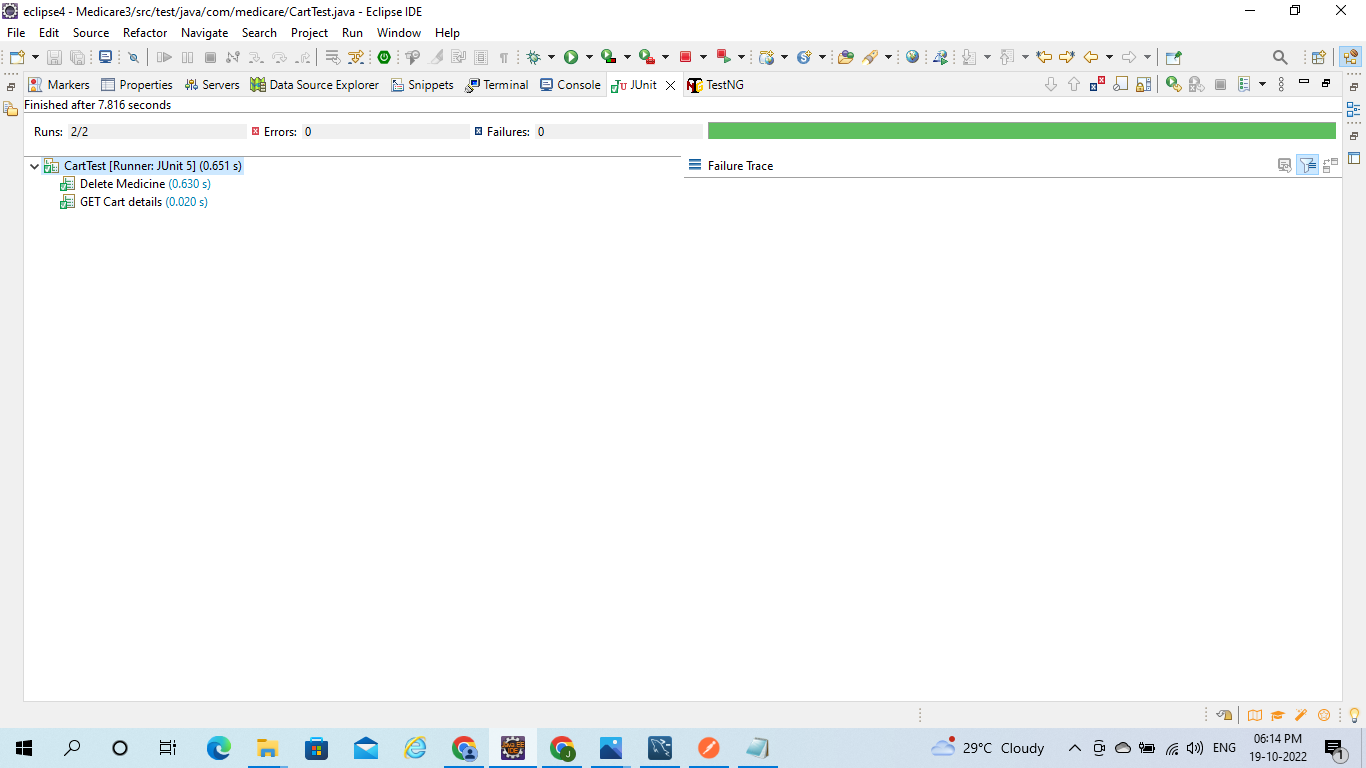 eclipse4 - Medicare3/src/test/java/com/medicare/CartTest.java - Eclipse IDE
File Edit Source Refactor Navigate Search Project Run Window Help
Markers Properties Servers Data Source Explorer Snippets Terminal Console JUnit TestNG
Finished after 7.816 seconds
Runs: 2/2 Errors: 0 Failures: 0
CartTest [Runner: JUnit 5] (0.651 s) Failure Trace
Delete Medicine (0.630 s)
GET Cart details (0.020 s)
29°C Cloudy ENG 06:14 PM
19-10-2022 1